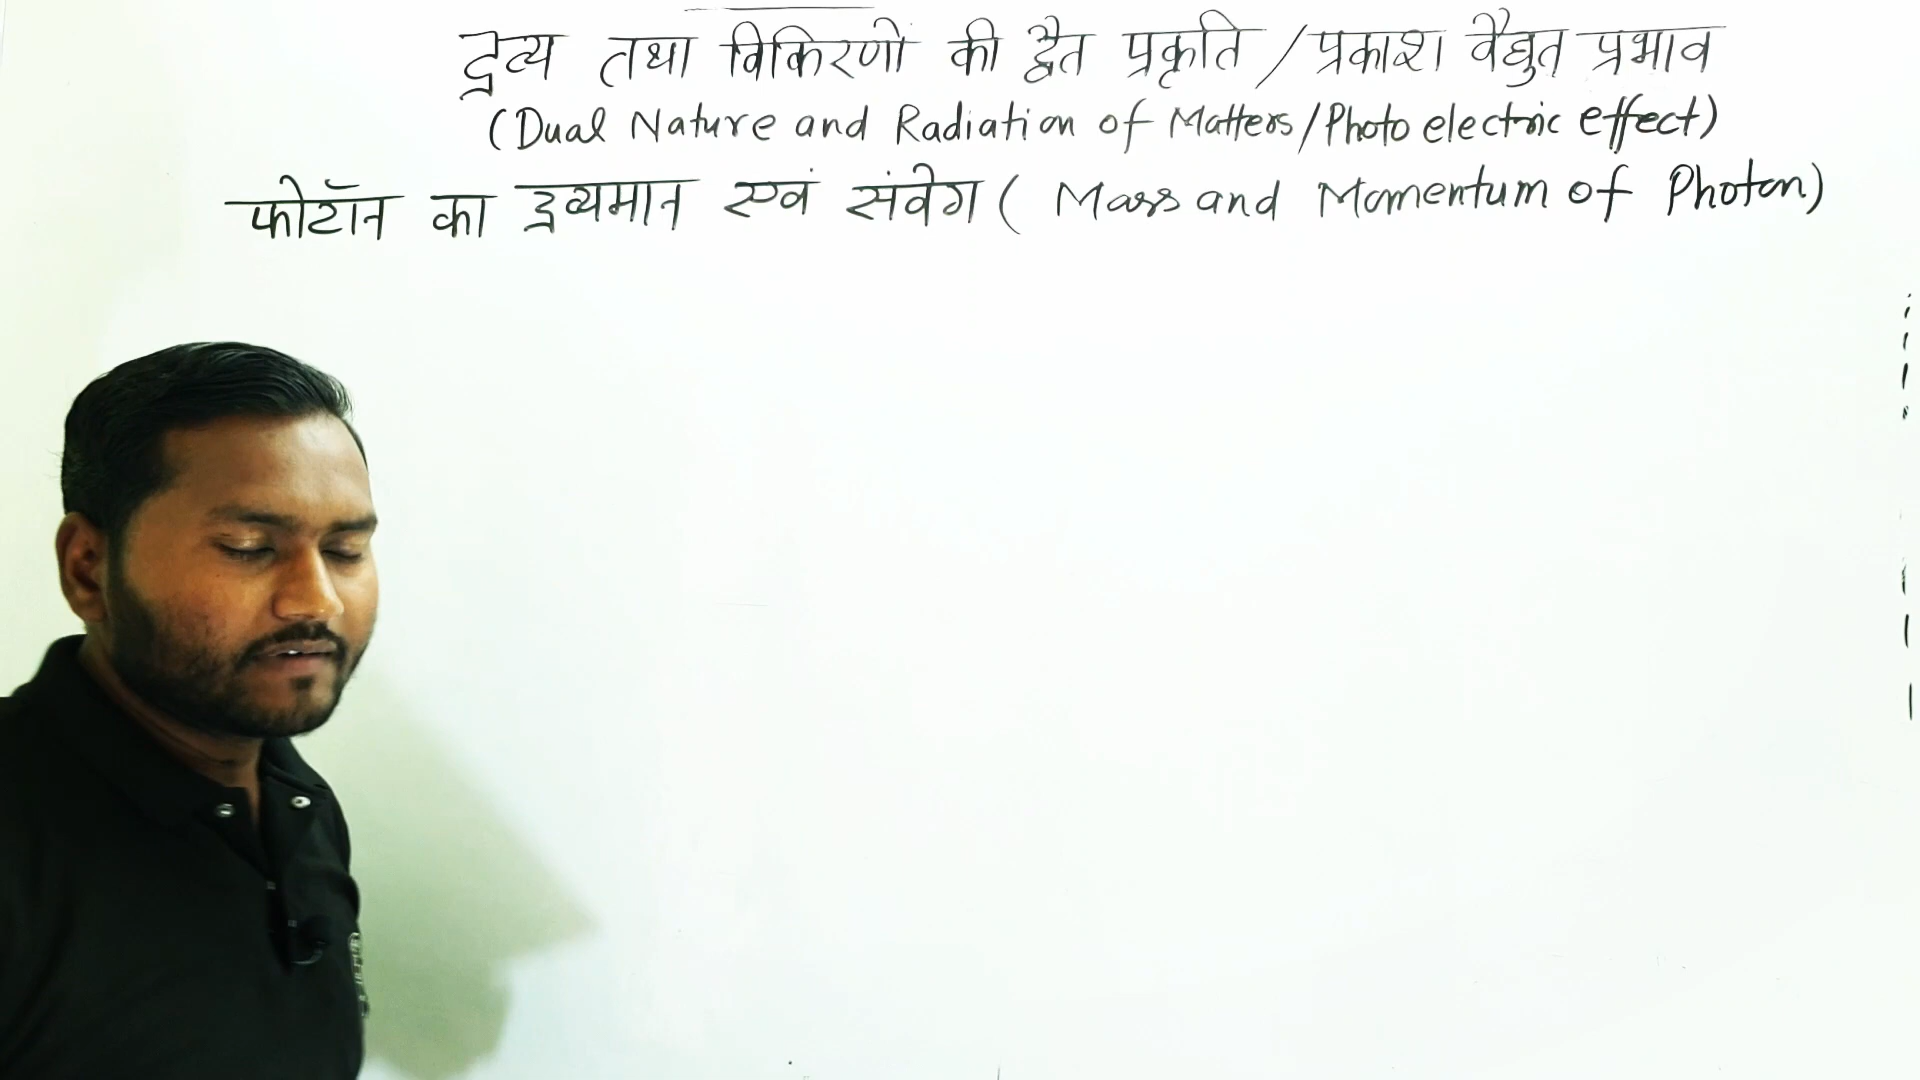 द्रव्य तथा विकिरणों की द्वैत प्रकृति / प्रकाश वैद्युत प्रभाव
(Dual Nature and Radiation of Matters/Photo electric effect)
फोटॉन का द्रव्यमान एवं संवेग ( Mass and Momentum of Photon)